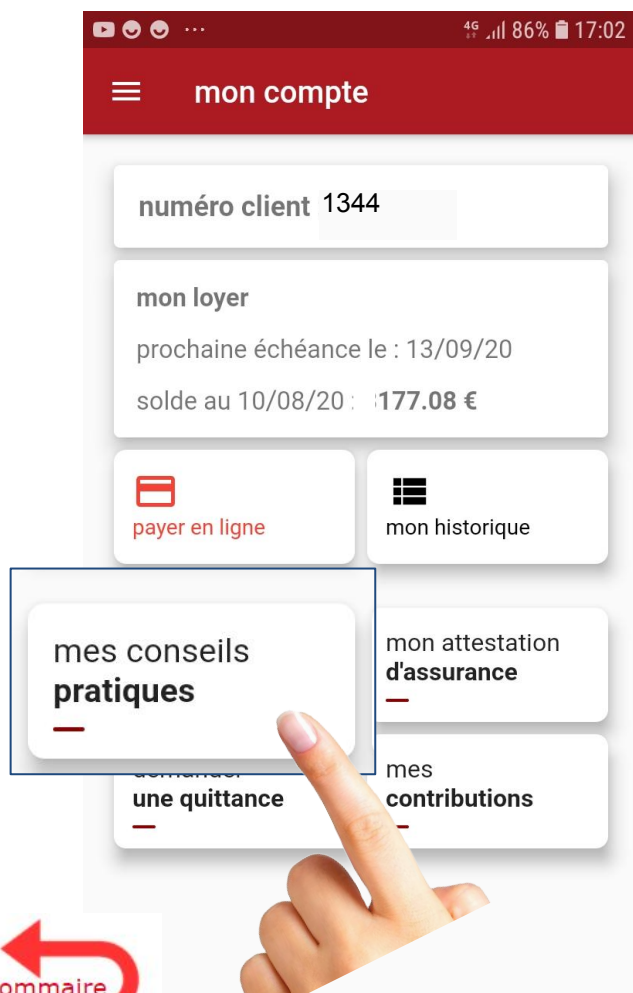 4G 86% 17:02
mon compte
numéro client 1344
mon loyer
prochaine échéance le : 13/09/20
solde au 10/08/20 : 177.08 €
payer en ligne
mon historique
mes conseils
pratiques
mon attestation
d'assurance
demander
une quittance
mes
contributions